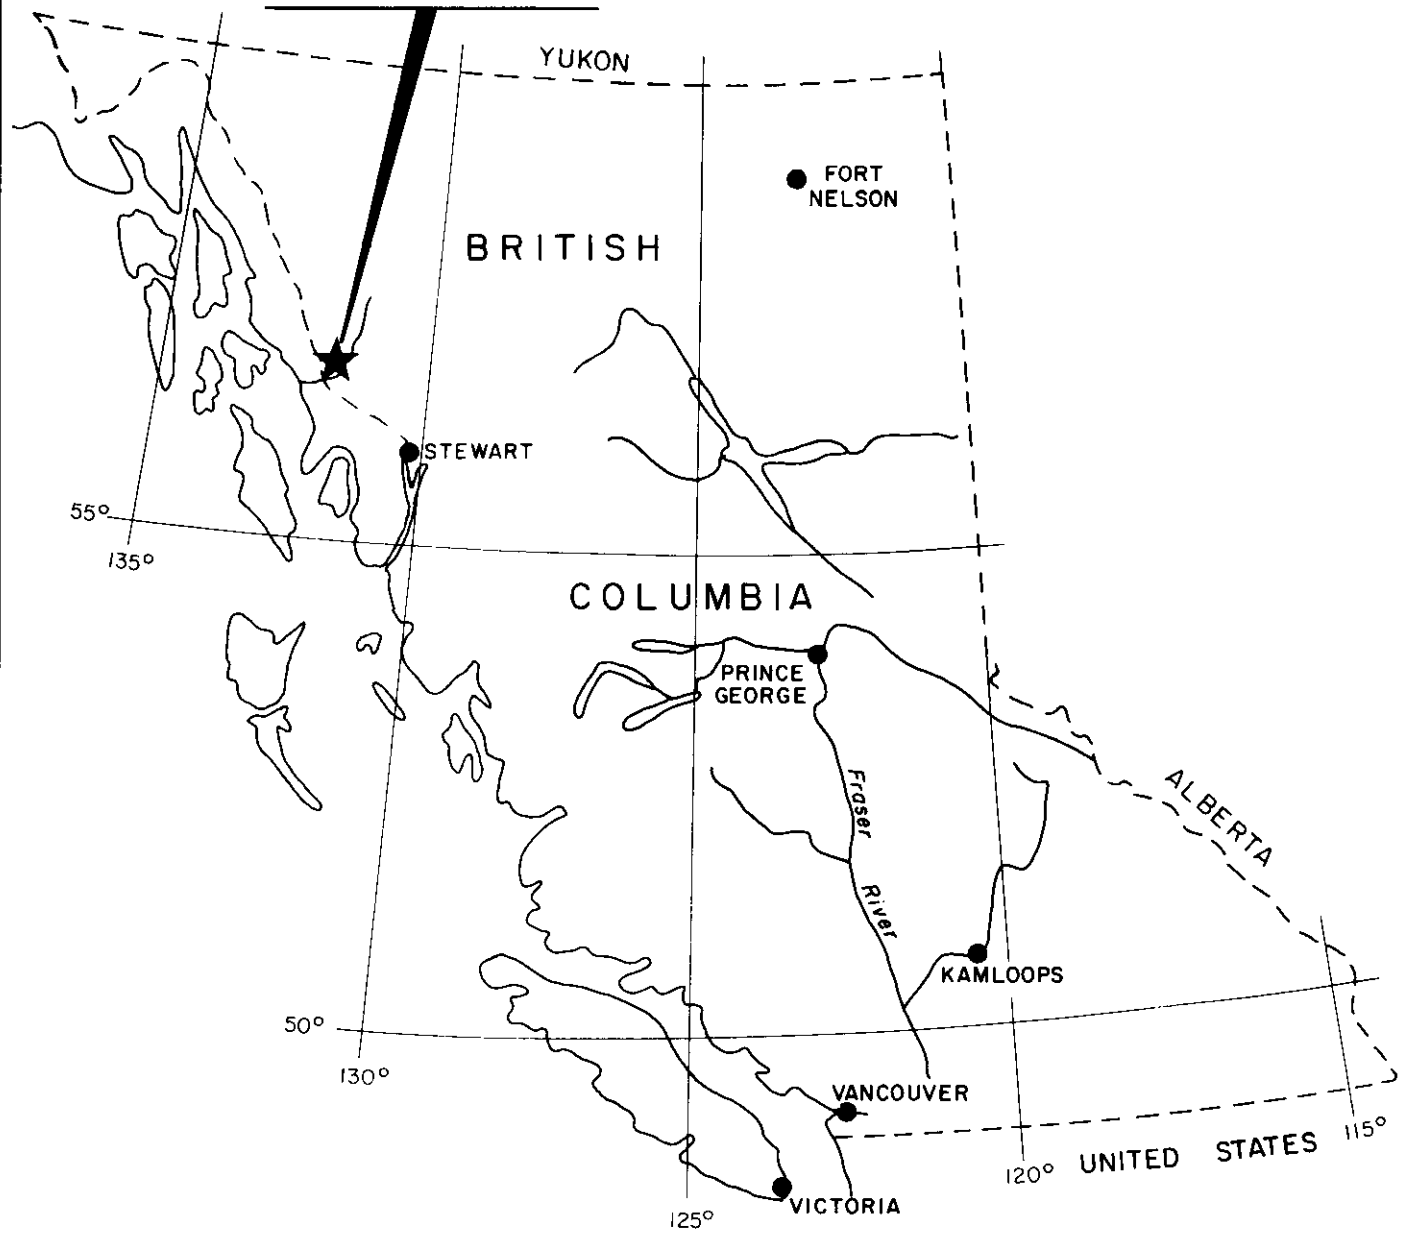 YUKON
FORT
NELSON
BRITISH
STEWART
55°
135°
COLUMBIA
PRINCE
GEORGE
Fraser
River
ALBERTA
KAMLOOPS
50°
130°
VANCOUVER
115°
UNITED STATES
120°
VICTORIA
125°